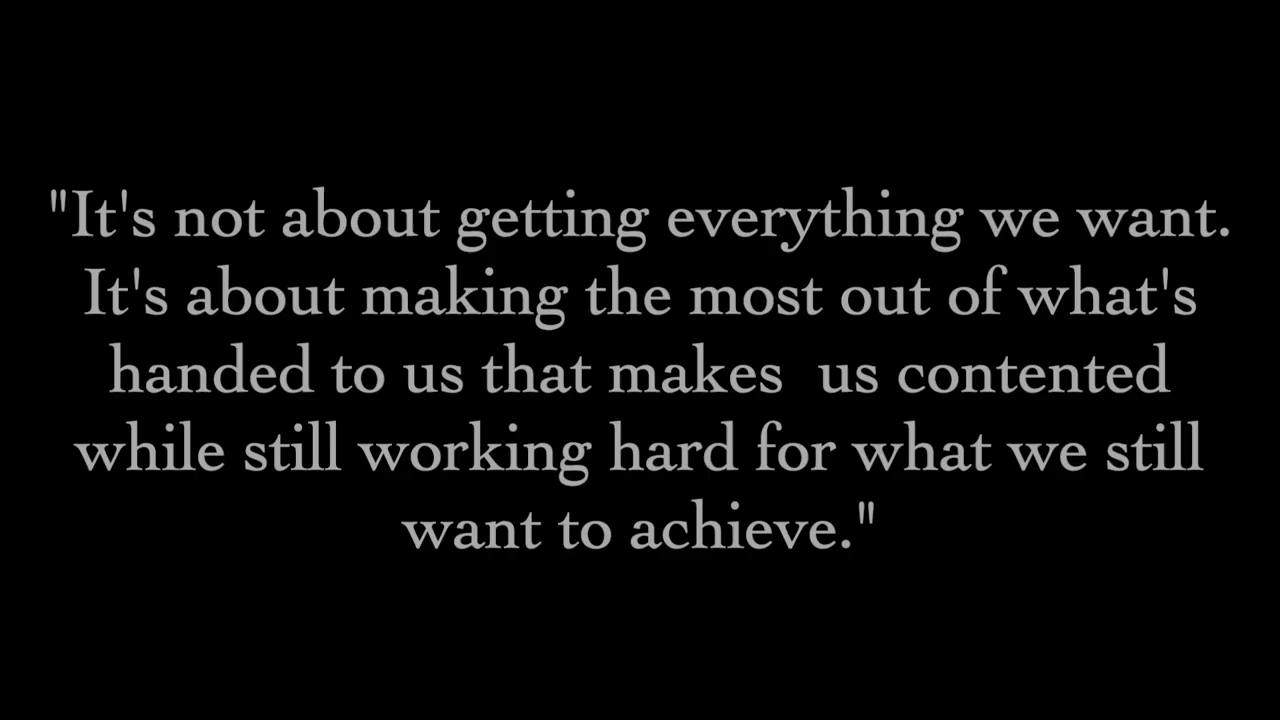 "It's not about getting everything we want.
It's about making the most out of what's
handed to us that makes  us contented
while still working hard for what we still
want to achieve."